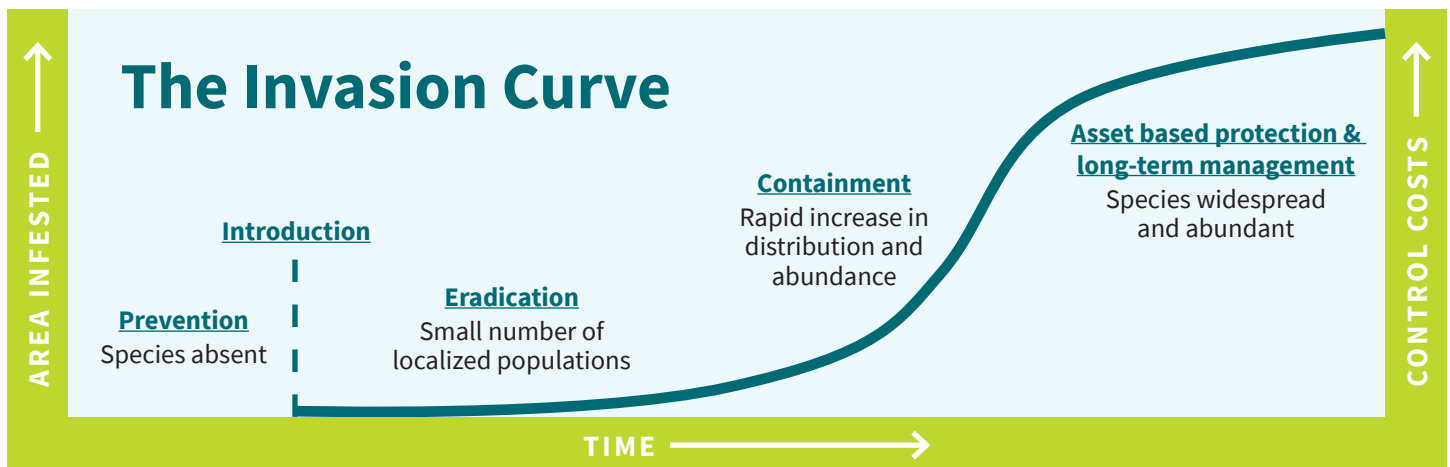 The Invasion Curve
AREA INFESTED
Introduction
Prevention
Species absent
Eradication
Small number of
localized populations
Containment
Rapid increase in
distribution and
abundance
Asset based protection &
long-term management
Species widespread
and abundant
CONTROL COSTS
TIME